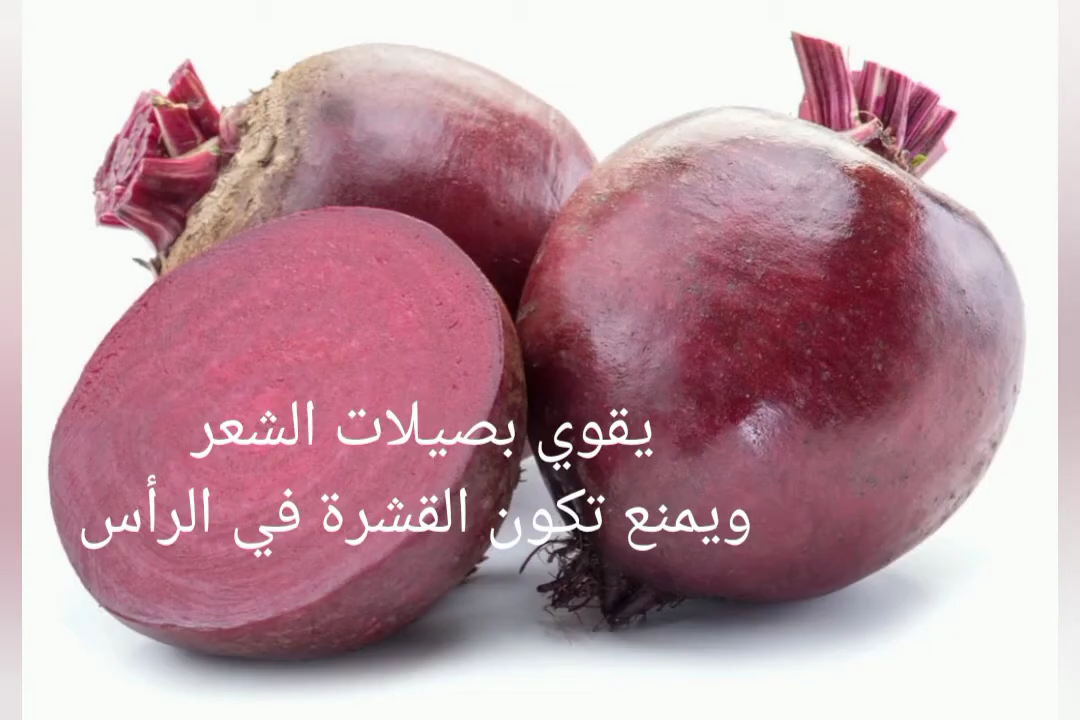 يقوي بصيلات الشعر
ويمنع تكون القشرة في الرأس